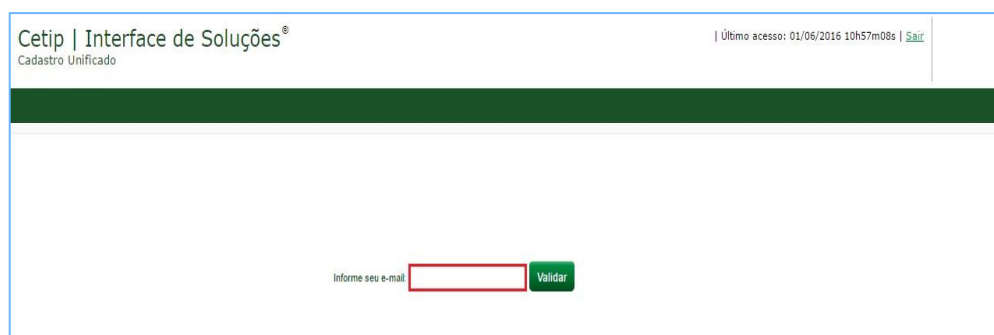 Cetip | Interface de Soluções®
Cadastro Unificado
| Último acesso: 01/06/2016 10h57m08s | Sair
Informe seu e-mail:
Validar